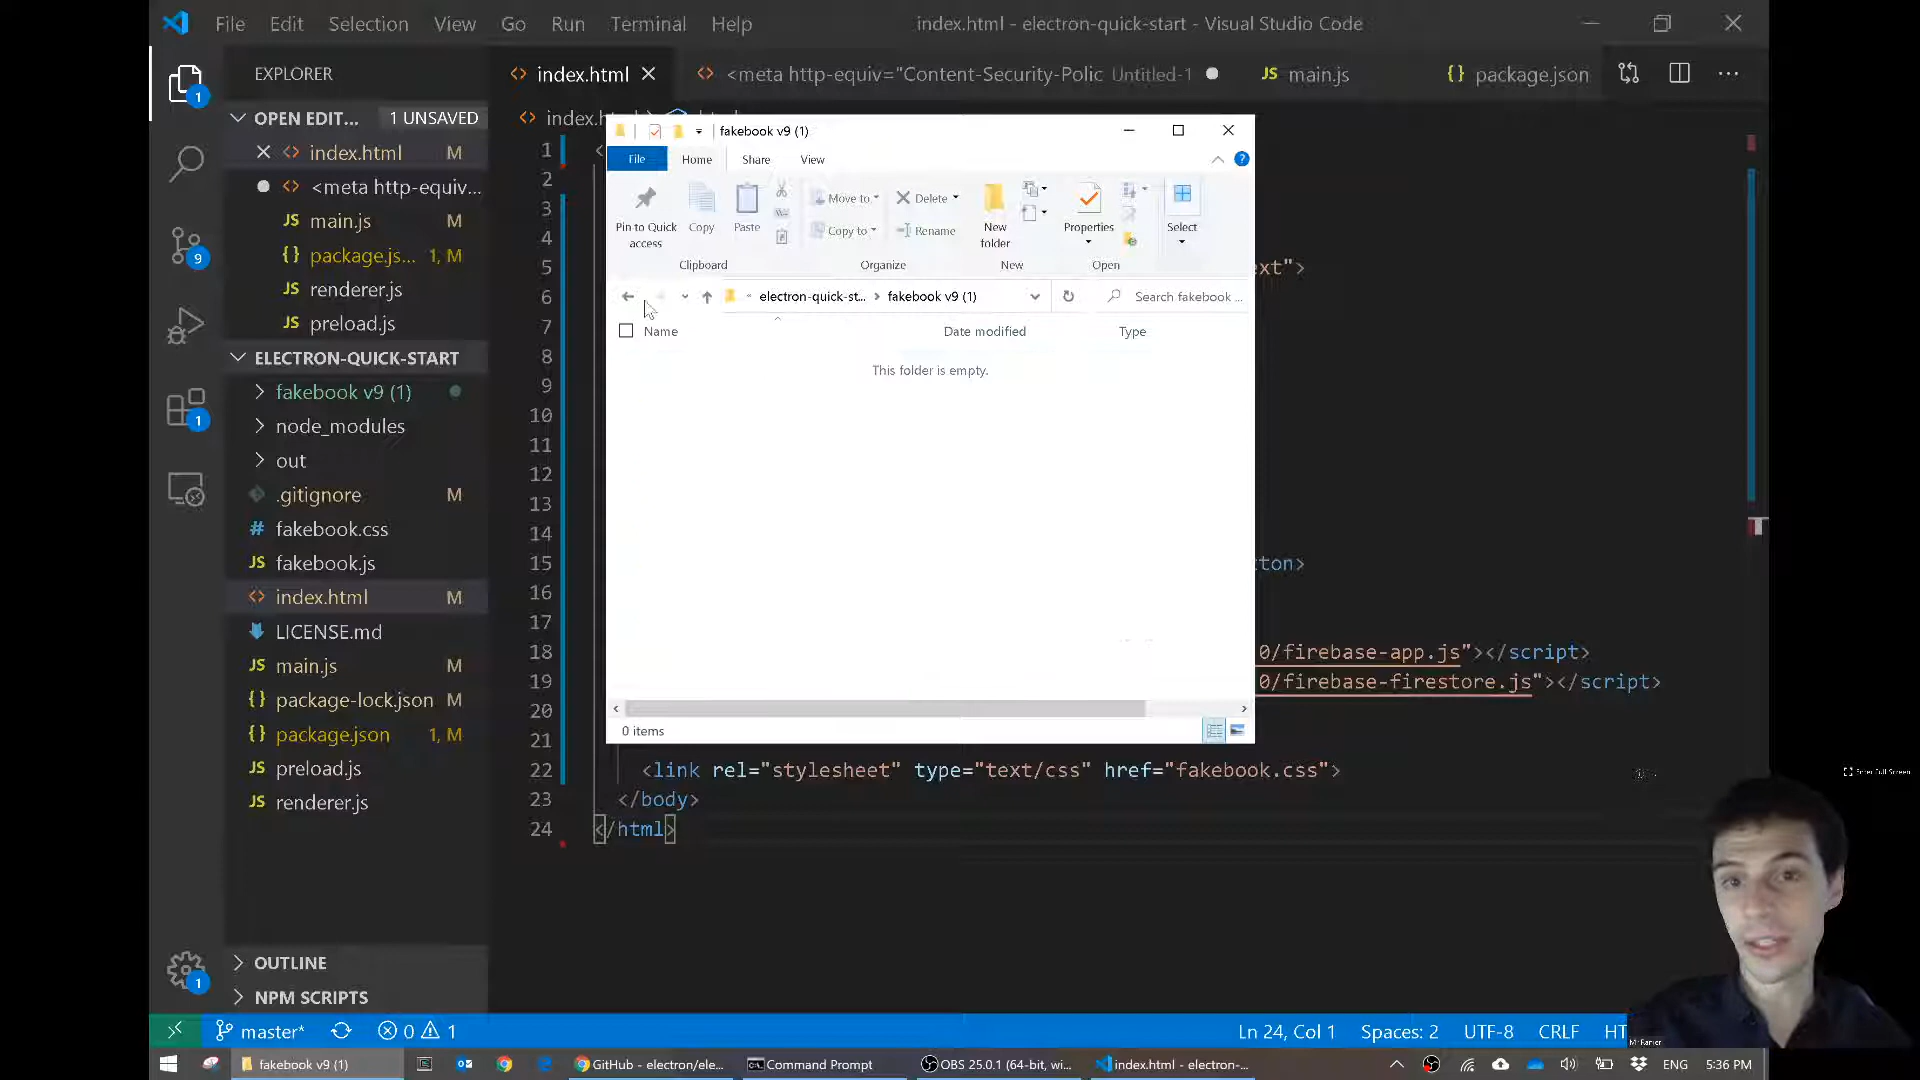 File Edit Selection View Go Run Terminal Help
index.html - electron-quick-start - Visual Studio Code
EXPLORER
OPEN EDIT... 1 UNSAVED
index.html M
<meta http-equiv...
main.js M
package.js... 1, M
renderer.js
preload.js
ELECTRON-QUICK-START
fakebook v9 (1)
node_modules
out
.gitignore M
fakebook.css
fakebook.js
index.html M
LICENSE.md
main.js M
package-lock.json M
package.json 1, M
preload.js
renderer.js
OUTLINE
NPM SCRIPTS
1
9
1
1
index.html
<meta http-equiv="Content-Security-Polic Untitled-1
main.js
package.json
fakebook v9 (1)
File Home Share View
Pin to Quick access
Copy
Paste
Clipboard
Move to
Copy to
Delete
Rename
Organize
New folder
New
Properties
Open
Select
electron-quick-st... > fakebook v9 (1)
Search fakebook ...
Name Date modified Type
This folder is empty.
0 items
1
2
3
4
5 ext">
6
7
8
9
10
11
12
13
14
15 ton>
16
17
18 0/firebase-app.js"></script>
19 0/firebase-firestore.js"></script>
20
21
22 <link rel="stylesheet" type="text/css" href="fakebook.css">
23 </body>
24 </html>
Enter Full Screen
master* 0 1
Ln 24, Col 1 Spaces: 2 UTF-8 CRLF HT
fakebook v9 (1)
GitHub - electron/ele...
Command Prompt
OBS 25.0.1 (64-bit, wi...
index.html - electron-...
ENG 5:36 PM